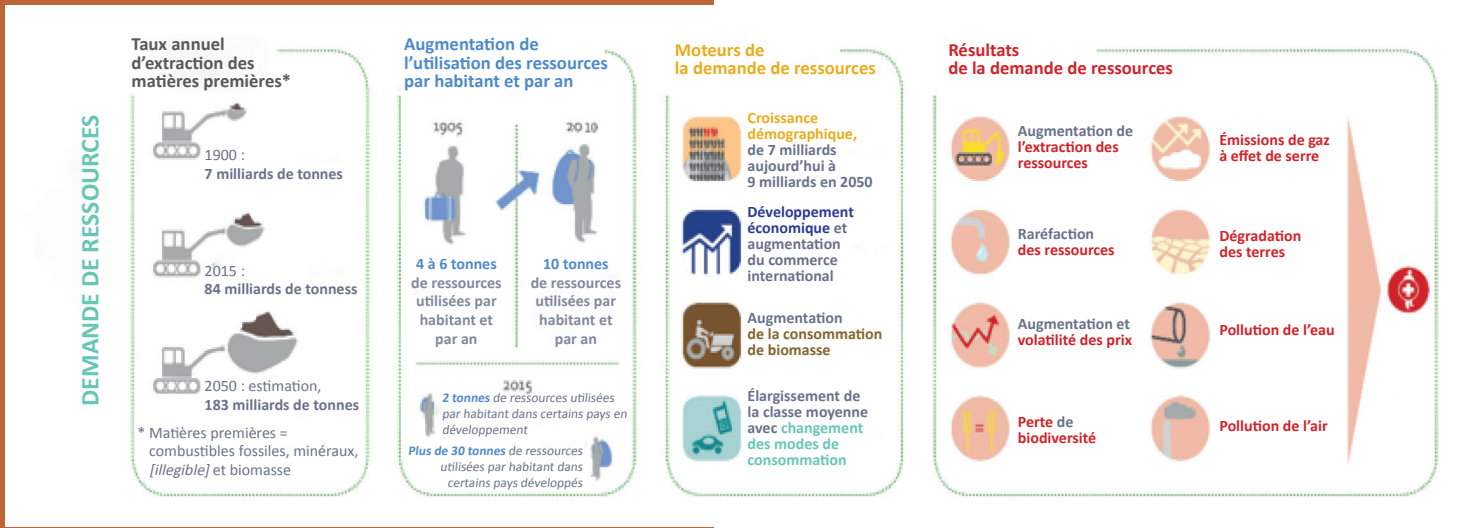 DEMANDE DE RESSOURCES
Taux annuel
d'extraction des
matières premières*
1900 :
7 milliards de tonnes
2015 :
84 milliards de tonness
2050 : estimation,
183 milliards de tonnes
* Matières premières =
combustibles fossiles, minéraux,
[illegible] et biomasse
Augmentation de
l'utilisation des ressources
par habitant et par an
1905
4 à 6 tonnes
de ressources
utilisées par
habitant et
par an
2010
10 tonnes
de ressources
utilisées par
habitant et
par an
2015
2 tonnes de ressources utilisées
par habitant dans certains pays en
développement
Plus de 30 tonnes de ressources
utilisées par habitant dans
certains pays développés
Moteurs de
la demande de ressources
Croissance
démographique,
de 7 milliards
aujourd'hui à
9 milliards en 2050
Développement
économique et
augmentation
du commerce
international
Augmentation
de la consommation
de biomasse
Élargissement de
la classe moyenne
avec changement
des modes de
consommation
Résultats
de la demande de ressources
Augmentation de
l'extraction des
ressources
Raréfaction
des ressources
Augmentation et
volatilité des prix
Perte de
biodiversité
Émissions de gaz
à effet de serre
Dégradation
des terres
Pollution de l'eau
Pollution de l'air